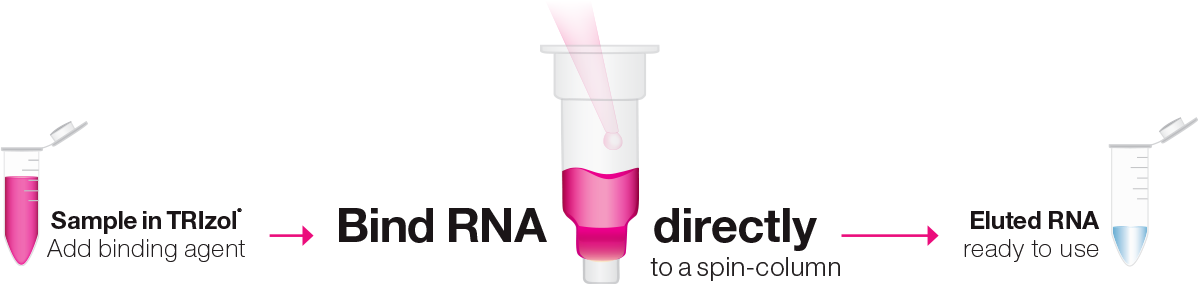 Sample in TRIzol®
Add binding agent
Bind RNA directly
to a spin-column
Eluted RNA
ready to use